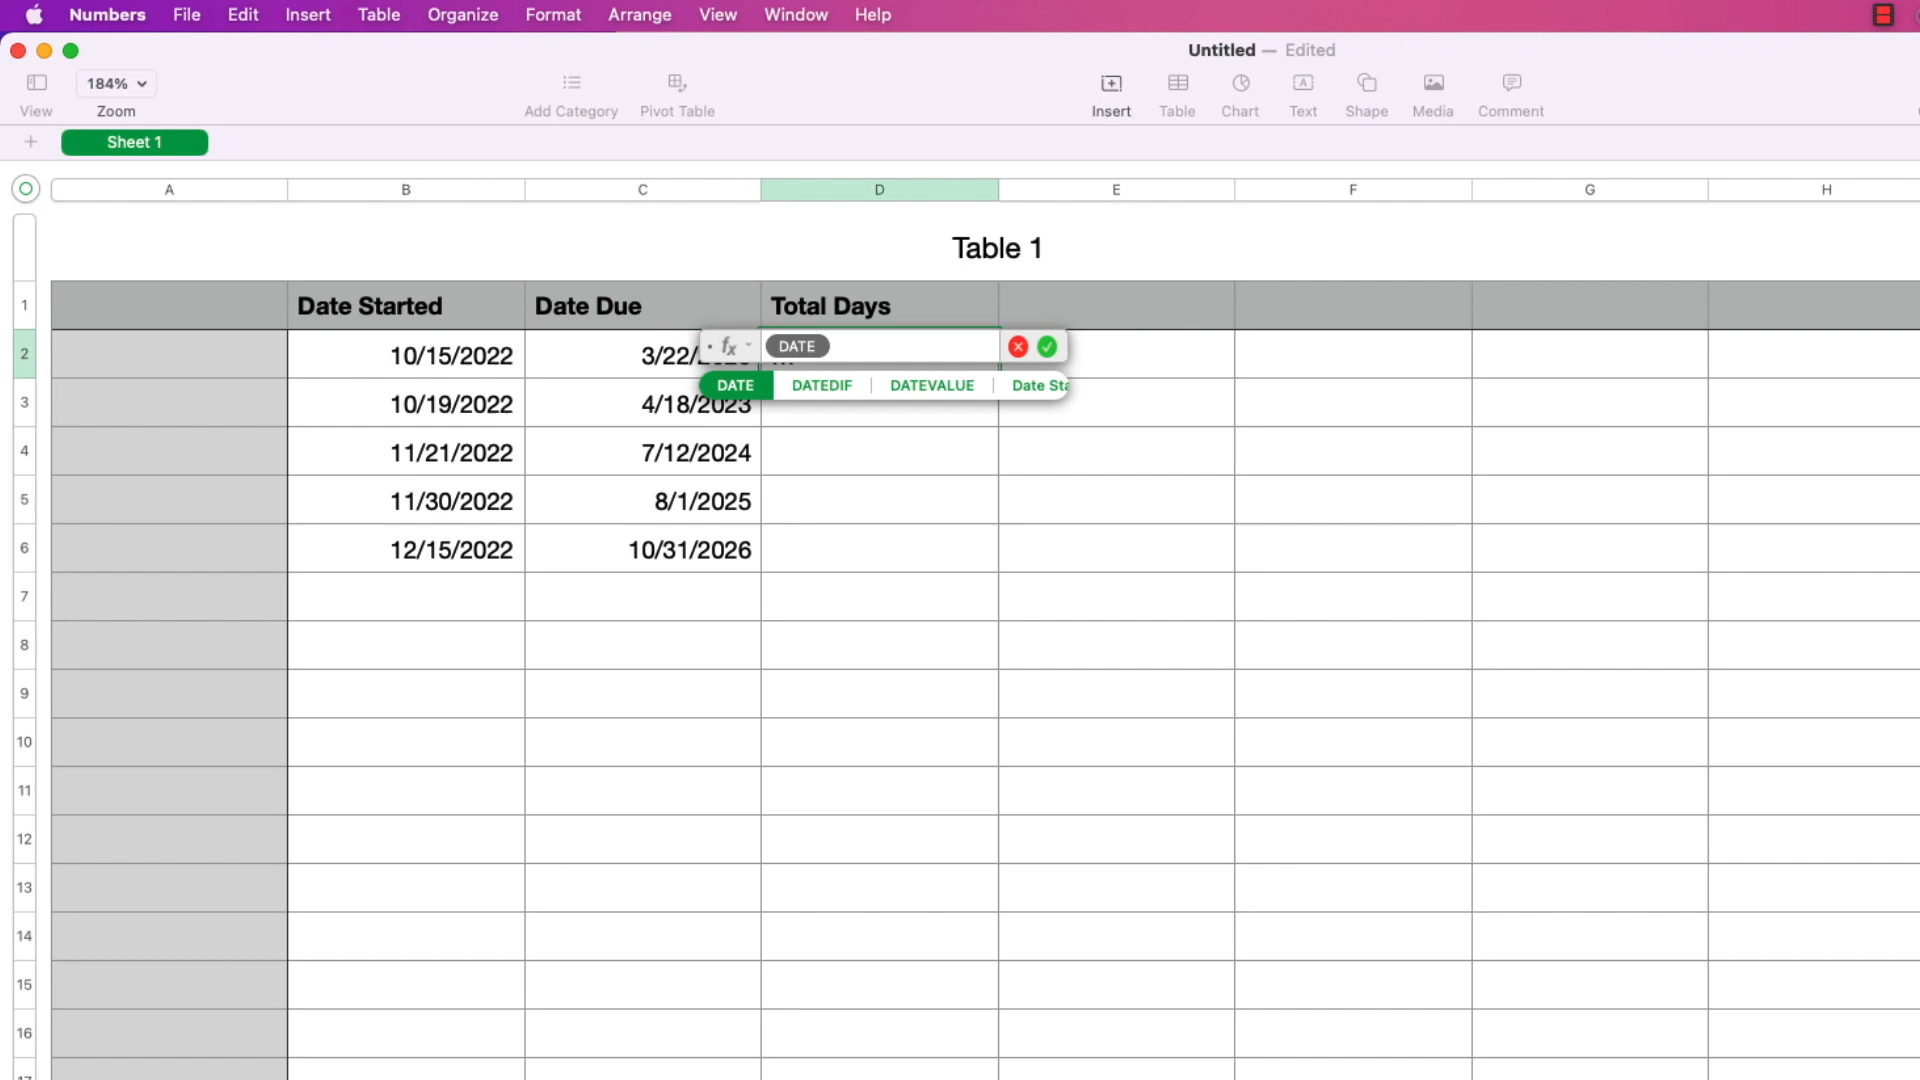 Numbers File Edit Insert Table Organize Format Arrange View Window Help
Untitled — Edited
184%
View Zoom Add Category Pivot Table Insert Table Chart Text Shape Media Comment
+ Sheet 1
A B C D E F G H
Table 1
1 Date Started Date Due Total Days
2 10/15/2022 3/22/ fx DATE
DATE DATEDIF DATEVALUE Date
3 10/19/2022 4/18/2023
4 11/21/2022 7/12/2024
5 11/30/2022 8/1/2025
6 12/15/2022 10/31/2026
7
8
9
10
11
12
13
14
15
16